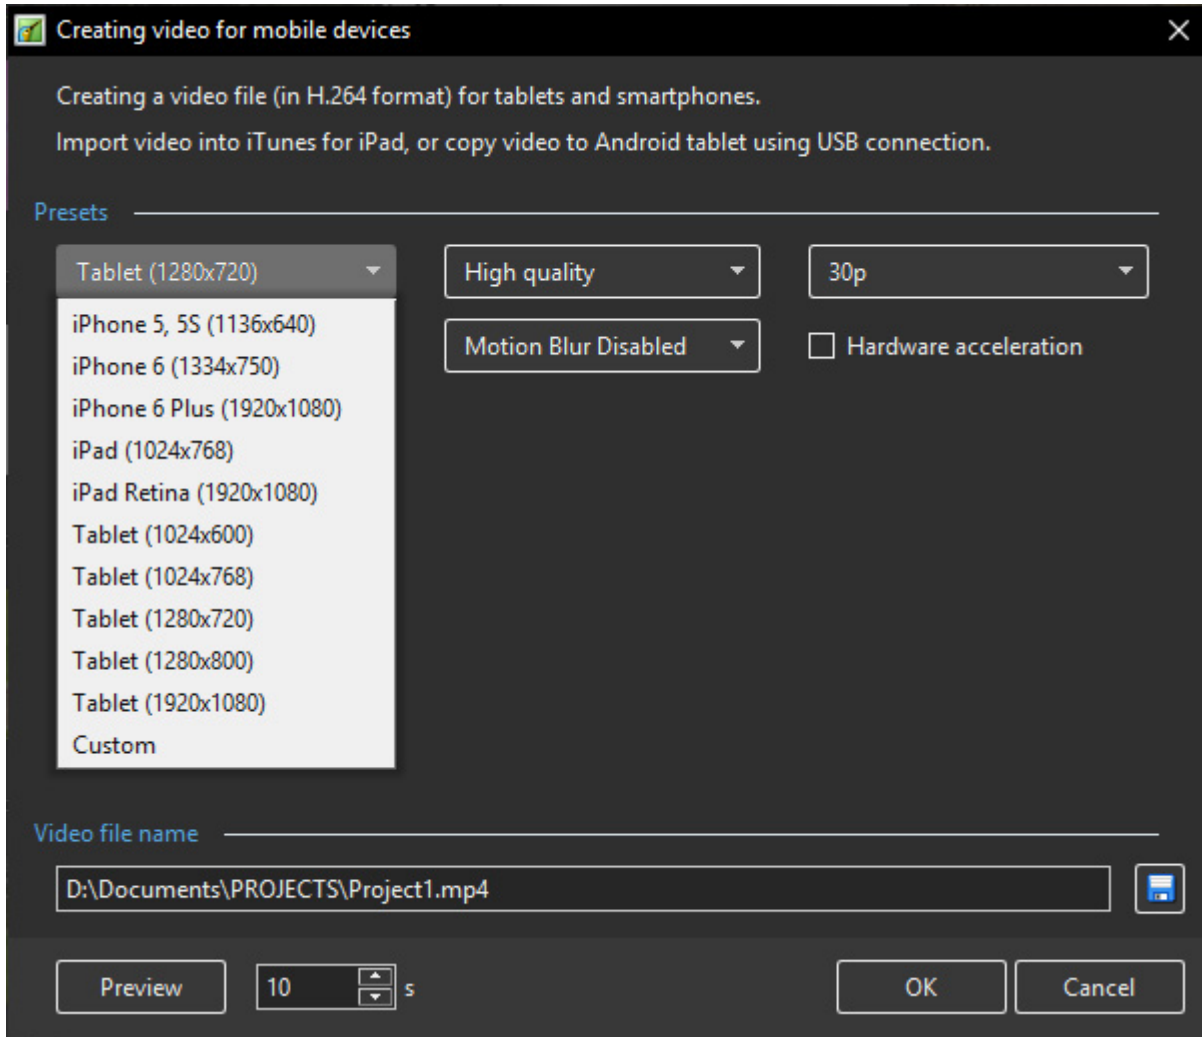 Creating video for mobile devices
Creating a video file (in H.264 format) for tablets and smartphones.
Import video into iTunes for iPad, or copy video to Android tablet using USB connection.
Presets
Tablet (1280x720)
High quality
30p
iPhone 5, 5S (1136x640)
Motion Blur Disabled
Hardware acceleration
iPhone 6 (1334x750)
iPhone 6 Plus (1920x1080)
iPad (1024x768)
iPad Retina (1920x1080)
Tablet (1024x600)
Tablet (1024x768)
Tablet (1280x720)
Tablet (1280x800)
Tablet (1920x1080)
Custom
Video file name
D:\Documents\PROJECTS\Project1.mp4
Preview
10
s
OK
Cancel